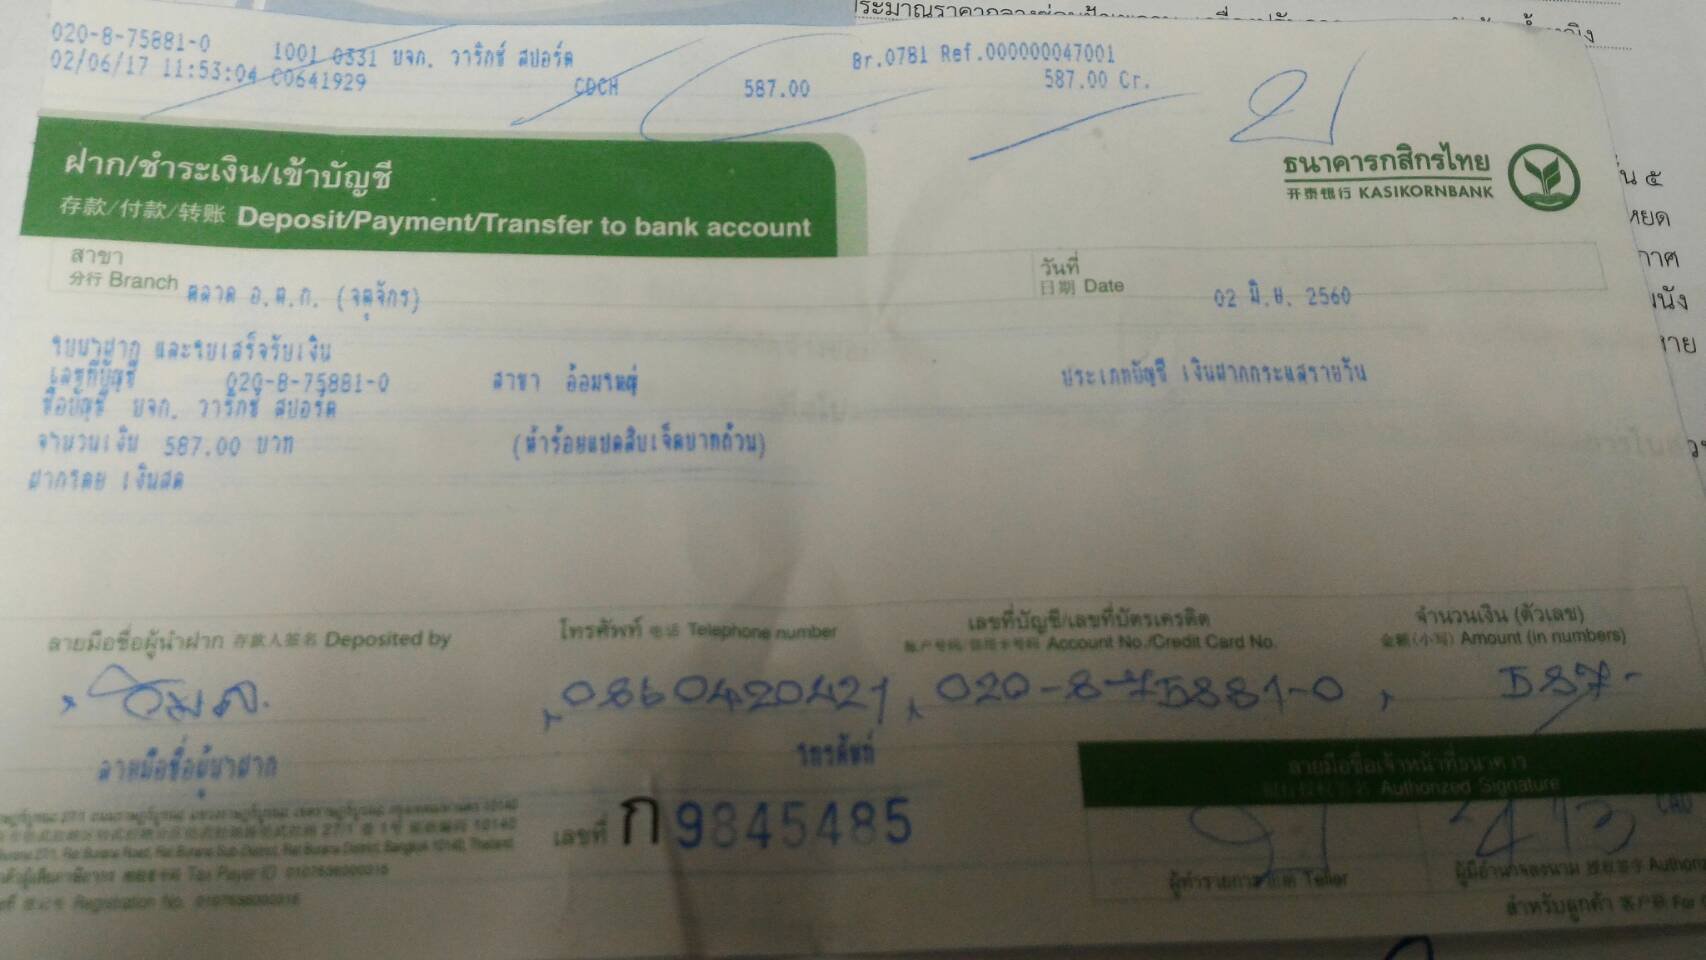 020-8-75881-0 1001 0331 บจก. วาริกซ์ สปอร์ต Br.0781 Ref.000000047001
02/06/17 11:53:04 C0641929 CDCH 587.00 587.00 Cr.
ฝาก/ชำระเงิน/เข้าบัญชี
存款/付款/转账 Deposit/Payment/Transfer to bank account
ธนาคารกสิกรไทย
开泰银行 KASIKORNBANK
สาขา
分行 Branch ตลาด อ.ต.ก. (จตุจักร)
วันที่
日期 Date 02 มิ.ย. 2560
ใบนำฝาก และใบเสร็จรับเงิน
เลขที่บัญชี 020-8-75881-0 สาขา อ้อมใหญ่ ประเภทบัญชี เงินฝากกระแสรายวัน
ชื่อบัญชี บจก. วาริกซ์ สปอร์ต
จำนวนเงิน 587.00 บาท (ห้าร้อยแปดสิบเจ็ดบาทถ้วน)
ฝากโดย เงินสด
ลายมือชื่อผู้นำฝาก 存款人签名 Deposited by
โทรศัพท์ 电话 Telephone number
เลขที่บัญชี/เลขที่บัตรเครดิต
账户号码/信用卡号码 Account No./Credit Card No.
จำนวนเงิน (ตัวเลข)
金额(小写) Amount (in numbers)
0860420421 020-8-75881-0 587-
ลายมือชื่อผู้นำฝาก โทรศัพท์
ลายมือชื่อเจ้าหน้าที่ธนาคาร
Authorized Signature
เลขที่ ก 9845485
Tax Payer ID 0107536000315
Registration No. 0107536000315
ผู้ทำรายการ Teller
ผู้มีอำนาจลงนาม
สำหรับลูกค้า 客户联 For